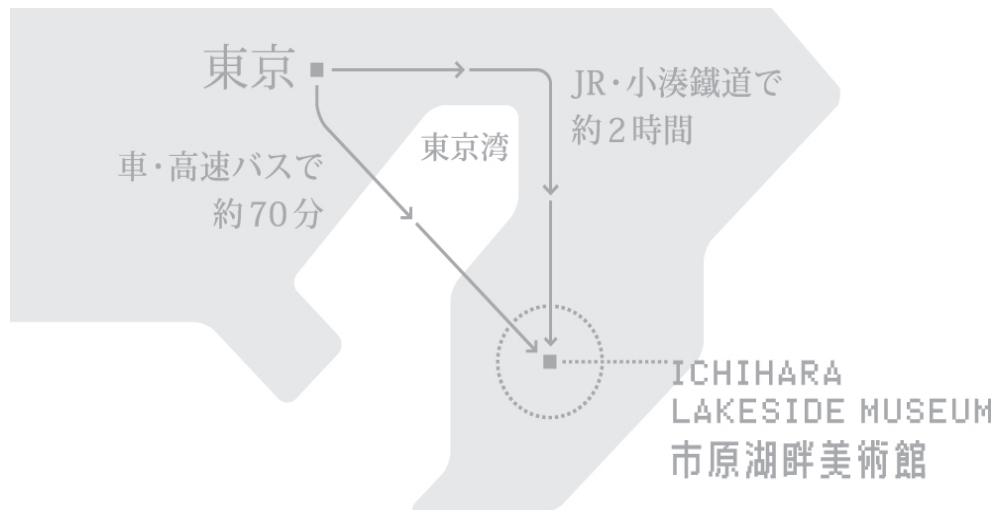 東京
JR・小湊鐵道で
約2時間
東京湾
車・高速バスで
約70分
ICHIHARA
LAKESIDE MUSEUM
市原湖畔美術館